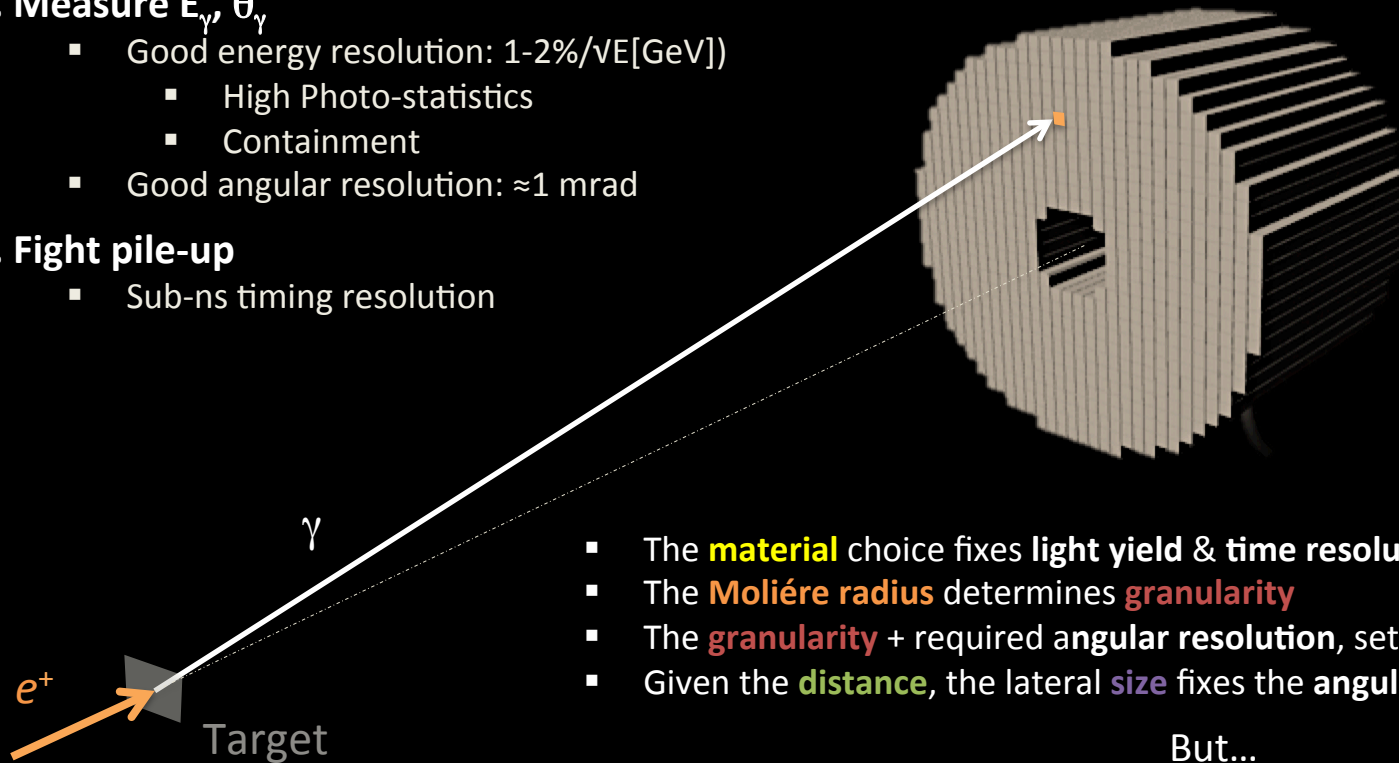 . Measure Eγ, θγ
▪ Good energy resolution: 1-2%/√E[GeV])
▪ High Photo-statistics
▪ Containment
▪ Good angular resolution: ≈1 mrad
. Fight pile-up
▪ Sub-ns timing resolution
γ
▪ The material choice fixes light yield & time resolu
▪ The Moliére radius determines granularity
▪ The granularity + required angular resolution, set
▪ Given the distance, the lateral size fixes the angul
e⁺
Target
But...